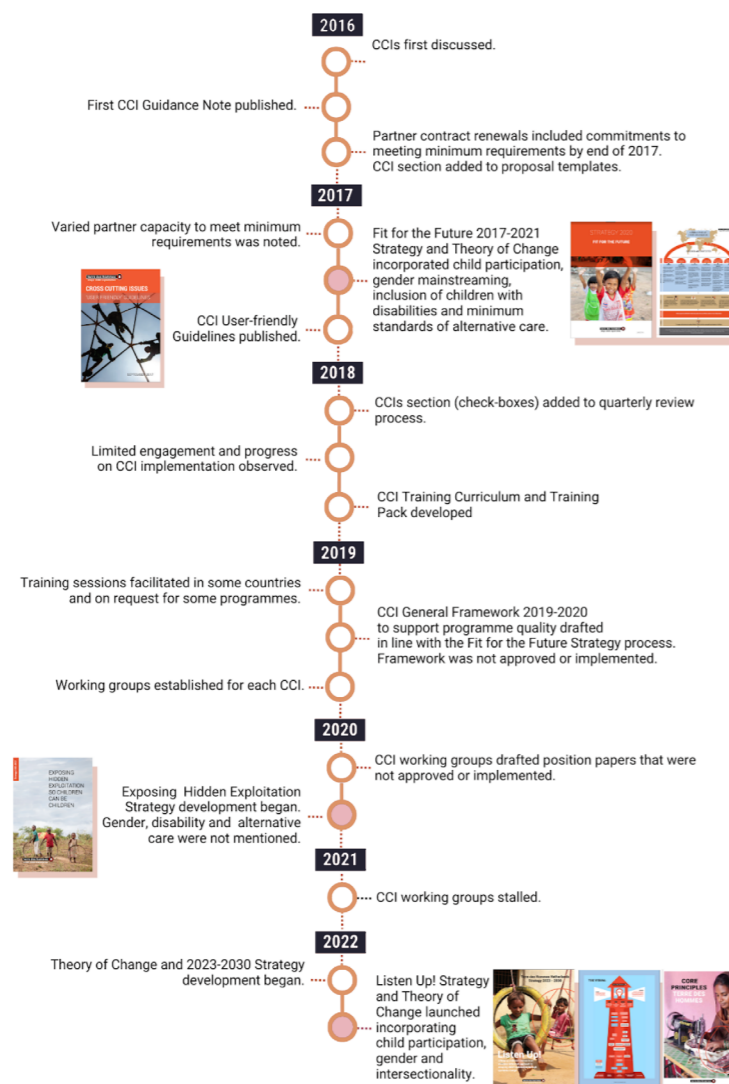 2016
CCIs first discussed.
First CCI Guidance Note published.
Partner contract renewals included commitments to
meeting minimum requirements by end of 2017.
CCI section added to proposal templates.
2017
Varied partner capacity to meet minimum
requirements was noted.
Fit for the Future 2017-2021
Strategy and Theory of Change
incorporated child participation,
gender mainstreaming,
inclusion of children with
disabilities and minimum
standards of alternative care.
STRATEGY 2020
FIT FOR THE FUTURE
CROSS CUTTING ISSUES
USER-FRIENDLY GUIDELINES
CCI User-friendly
Guidelines published.
2018
CCIs section (check-boxes) added to quarterly review
process.
Limited engagement and progress
on CCI implementation observed.
CCI Training Curriculum and Training
Pack developed
2019
Training sessions facilitated in some countries
and on request for some programmes.
CCI General Framework 2019-2020
to support programme quality drafted
in line with the Fit for the Future Strategy process.
Framework was not approved or implemented.
Working groups established for each CCI.
2020
CCI working groups drafted position papers that were
not approved or implemented.
EXPOSING
HIDDEN
EXPLOITATION
SO CHILDREN
CAN BE
CHILDREN
Exposing Hidden Exploitation
Strategy development began.
Gender, disability and alternative
care were not mentioned.
2021
CCI working groups stalled.
2022
Theory of Change and 2023-2030 Strategy
development began.
Listen Up! Strategy
and Theory of
Change launched
incorporating
child participation,
gender and
intersectionality.
Listen Up!
CORE
PRINCIPLES
TERRE DES
HOMMES